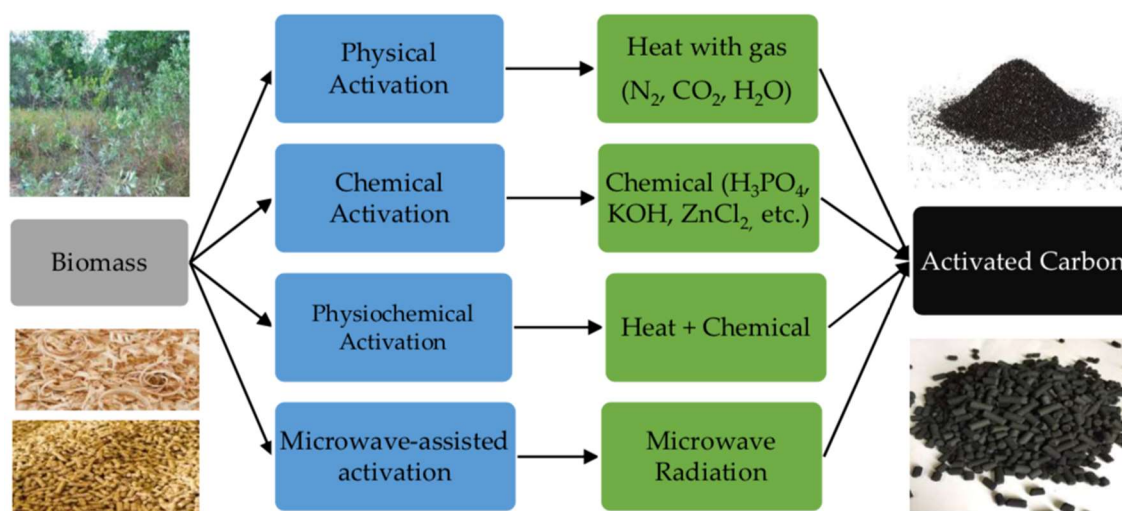 Biomass
Physical
Activation
Heat with gas
(N₂, CO₂, H₂O)
Chemical
Activation
Chemical (H₃PO₄,
KOH, ZnCl₂, etc.)
Physiochemical
Activation
Heat + Chemical
Microwave-assisted
activation
Microwave
Radiation
Activated Carbon